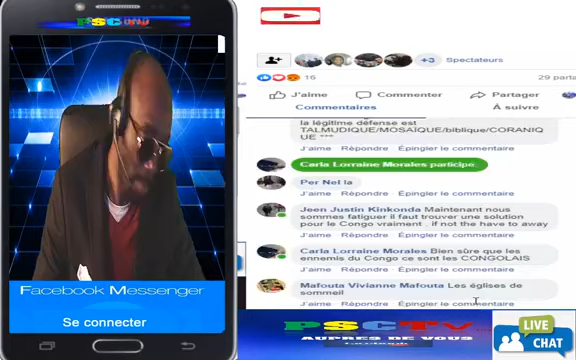 PSCTV
Facebook Messenger
Se connecter
+3 Spectateurs
16
29 parta
J'aime Commenter Partager
Commentaires À suivre
la légitime défense est
TALMUDIQUE/MOSAÏQUE/biblique/CORANIQ
UE ***
J'aime Répondre Épingler le commentaire
Carla Lorraine Morales participe
Per Nel la
J'aime Répondre Épingler le commentaire
Jeen Justin Kinkonda Maintenant nous
sommes fatiguer il faut trouver une solution
pour le Congo vraiment . if not the have to away
J'aime Répondre Épingler le commentaire
Carla Lorraine Morales Bien sûre que les
ennemis du Congo ce sont les CONGOLAIS
J'aime Répondre Épingler le commentaire
Mafouta Vivianne Mafouta Les églises de
sommeil
J'aime Répondre Épingler le commentaire
PSCTV
AUPRES DE VOUS
LIVE
CHAT